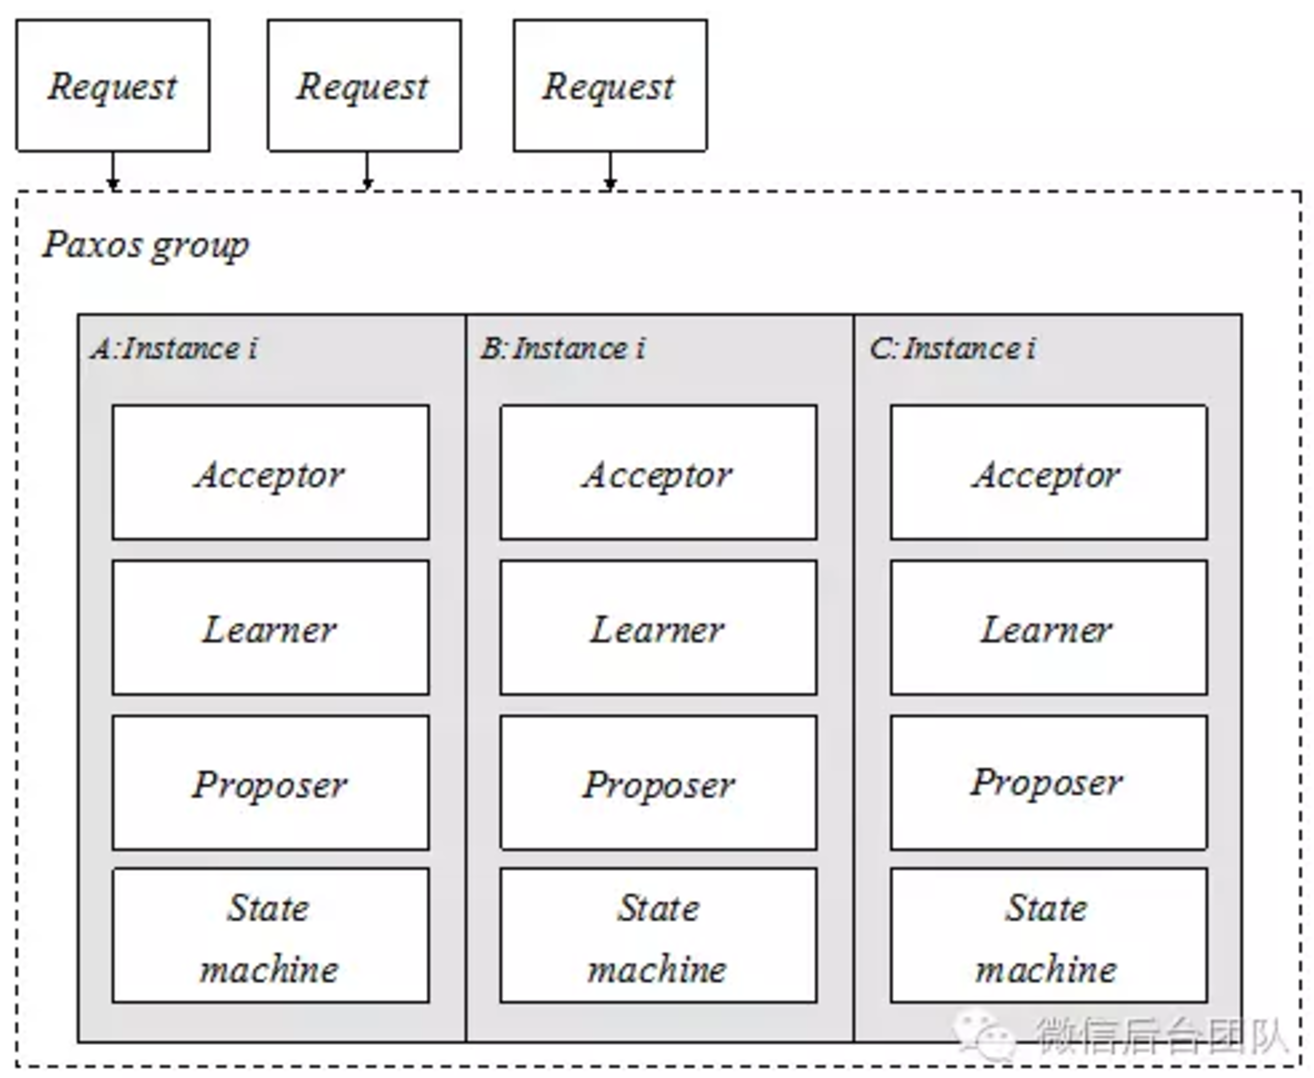 Request
Request
Request
Paxos group
A:Instance i
B:Instance i
C:Instance i
Acceptor
Acceptor
Acceptor
Learner
Learner
Learner
Proposer
Proposer
Proposer
State
machine
State
machine
State
machine
微信后台团队